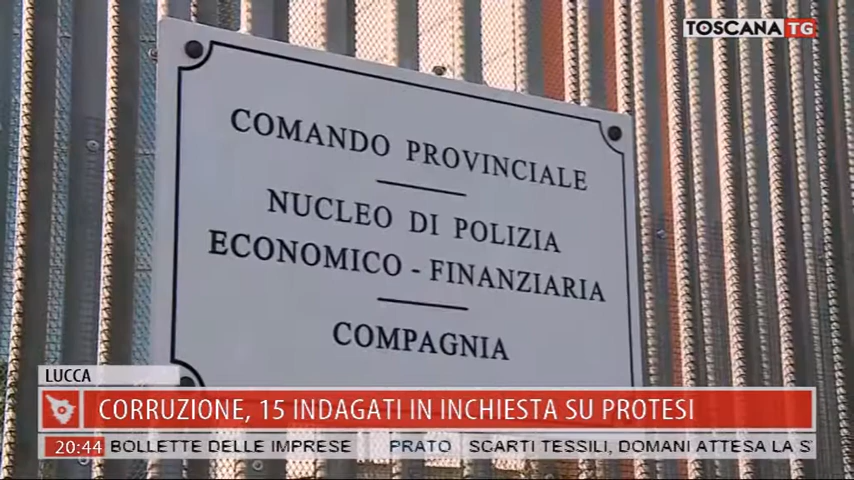 TOSCANA TG
COMANDO PROVINCIALE
NUCLEO DI POLIZIA
ECONOMICO - FINANZIARIA
COMPAGNIA
LUCCA
CORRUZIONE, 15 INDAGATI IN INCHIESTA SU PROTESI
20:44 BOLLETTE DELLE IMPRESE PRATO SCARTI TESSILI, DOMANI ATTESA LA